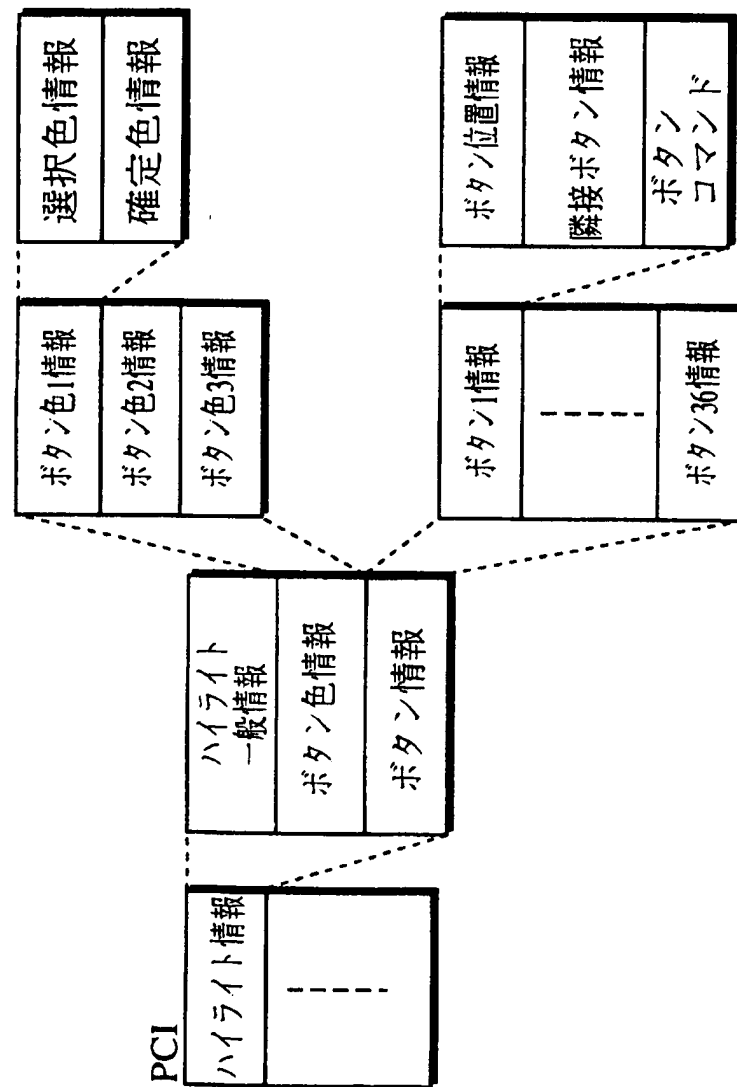 PCI
ハイライト情報
ハイライト
一般情報
ボタン色情報
ボタン情報
ボタン色1情報
ボタン色2情報
ボタン色3情報
選択色情報
確定色情報
ボタン1情報
ボタン36情報
ボタン位置情報
隣接ボタン情報
ボタン
コマンド